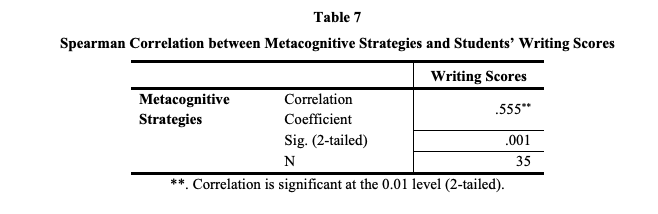 Table 7
Spearman Correlation between Metacognitive Strategies and Students’ Writing Scores
Writing Scores
Metacognitive Strategies
Correlation Coefficient
.555**
Sig. (2-tailed)
.001
N
35
**. Correlation is significant at the 0.01 level (2-tailed).